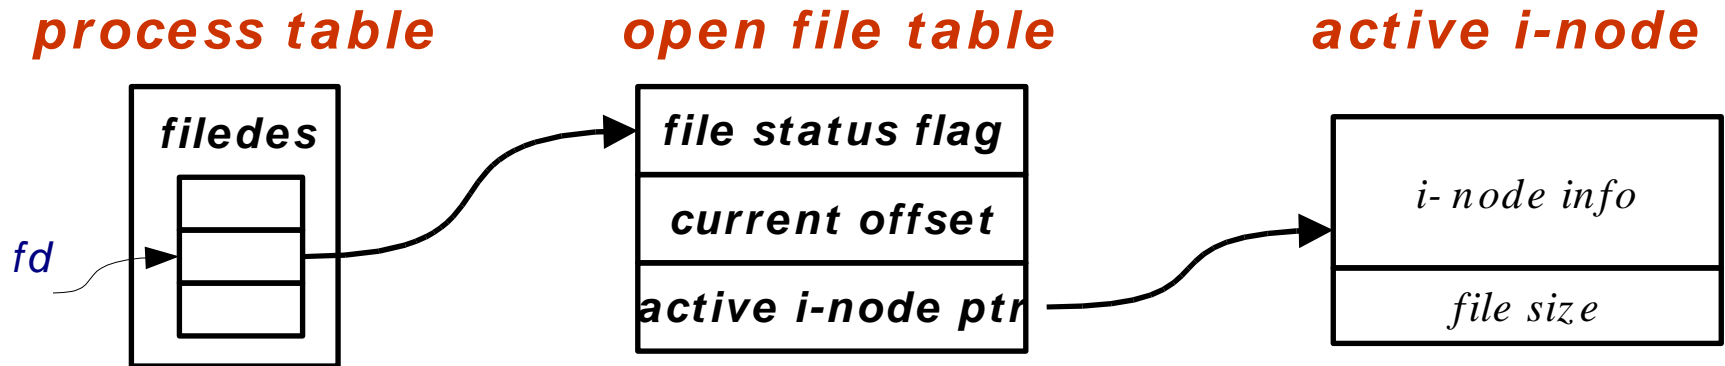 process table
open file table
active i-node
filedes
fd
file status flag
current offset
active i-node ptr
i-node info
file size